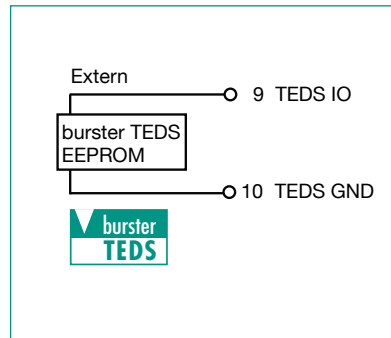 Extern
9 TEDS IO
burster TEDS
EEPROM
10 TEDS GND
burster
TEDS